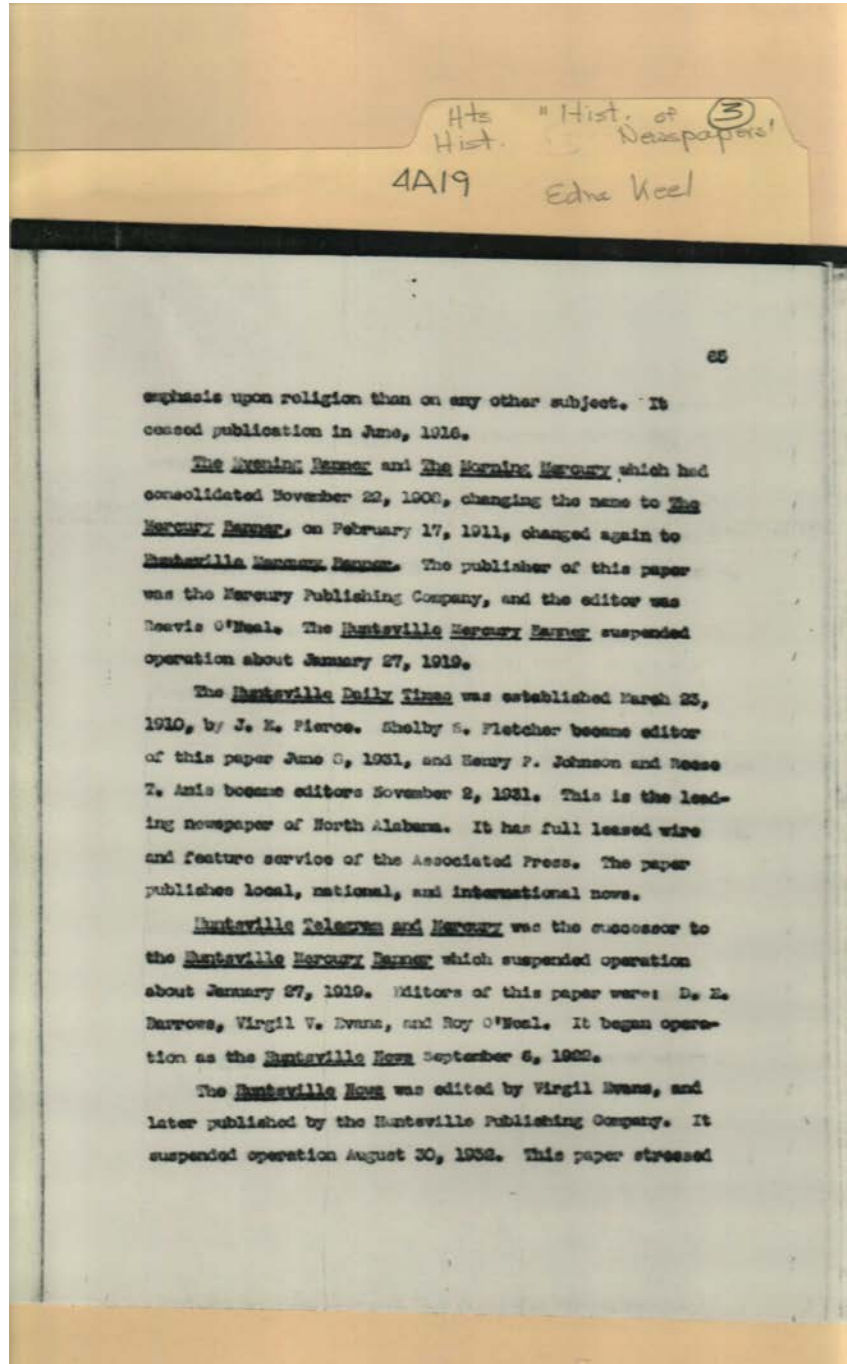 Hts "Hist. of ③
Hist. Newspapers"
4A19 Edna Keel
65
emphasis upon religion than on any other subject. It
ceased publication in June, 1916.
The Evening Banner and The Morning Mercury which had
consolidated November 22, 1908, changing the name to The
Mercury Banner, on February 17, 1911, changed again to
Huntsville Mercury Banner. The publisher of this paper
was the Mercury Publishing Company, and the editor was
Reavis O'Neal. The Huntsville Mercury Banner suspended
operation about January 27, 1919.
The Huntsville Daily Times was established March 23,
1910, by J. E. Pierce. Shelby S. Fletcher became editor
of this paper June 8, 1931, and Henry P. Johnson and Reese
T. Amis became editors November 2, 1931. This is the lead-
ing newspaper of North Alabama. It has full leased wire
and feature service of the Associated Press. The paper
publishes local, national, and international news.
Huntsville Telegram and Mercury was the successor to
the Huntsville Mercury Banner which suspended operation
about January 27, 1919. Editors of this paper were: D. E.
Barrows, Virgil V. Evans, and Roy O'Neal. It began opera-
tion as the Huntsville News September 6, 1922.
The Huntsville News was edited by Virgil Evans, and
later published by the Huntsville Publishing Company. It
suspended operation August 30, 1932. This paper stressed